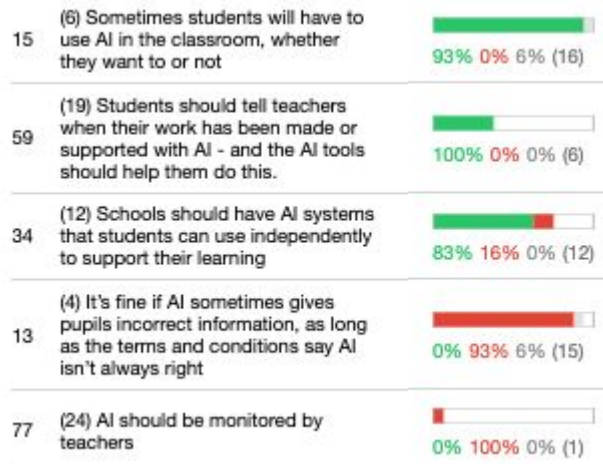 15
(6) Sometimes students will have to
use AI in the classroom, whether
they want to or not
93% 0% 6% (16)
59
(19) Students should tell teachers
when their work has been made or
supported with AI - and the AI tools
should help them do this.
100% 0% 0% (6)
34
(12) Schools should have AI systems
that students can use independently
to support their learning
83% 16% 0% (12)
13
(4) It's fine if AI sometimes gives
pupils incorrect information, as long
as the terms and conditions say AI
isn't always right
0% 93% 6% (15)
77
(24) AI should be monitored by
teachers
0% 100% 0% (1)